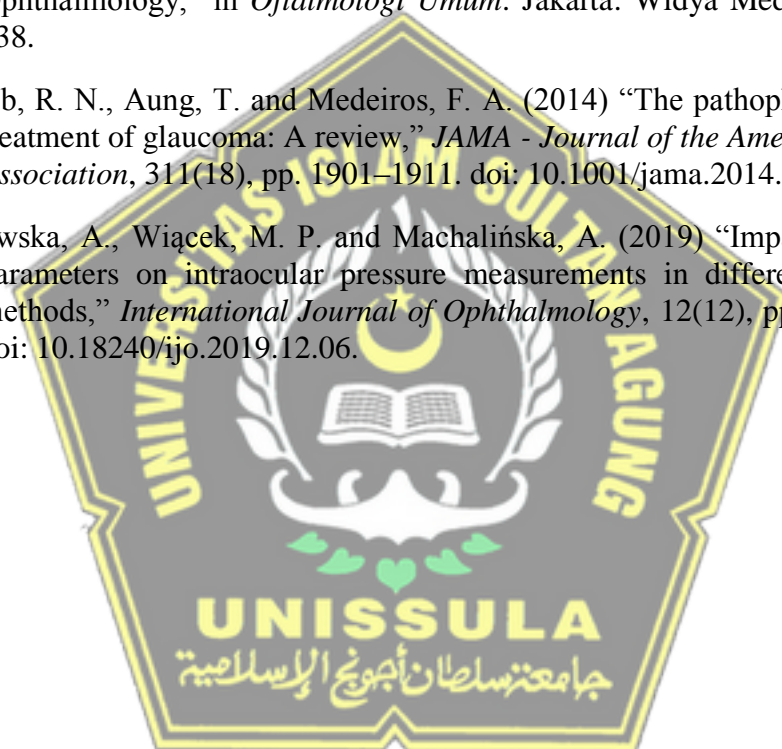 phthalmology," in Oftalmologi Umum. Jakarta: Widya Med
38.
b, R. N., Aung, T. and Medeiros, F. A. (2014) "The pathop
eatment of glaucoma: A review," JAMA - Journal of the Ame
ssociation, 311(18), pp. 1901–1911. doi: 10.1001/jama.2014.
wska, A., Wiącek, M. P. and Machalińska, A. (2019) "Imp
arameters on intraocular pressure measurements in differe
nethods," International Journal of Ophthalmology, 12(12), pp
oi: 10.18240/ijo.2019.12.06.
UNIVERSITAS ISLAM SULTAN AGUNG
UNISSULA
جامعة سلطان أجونج الإسلامية